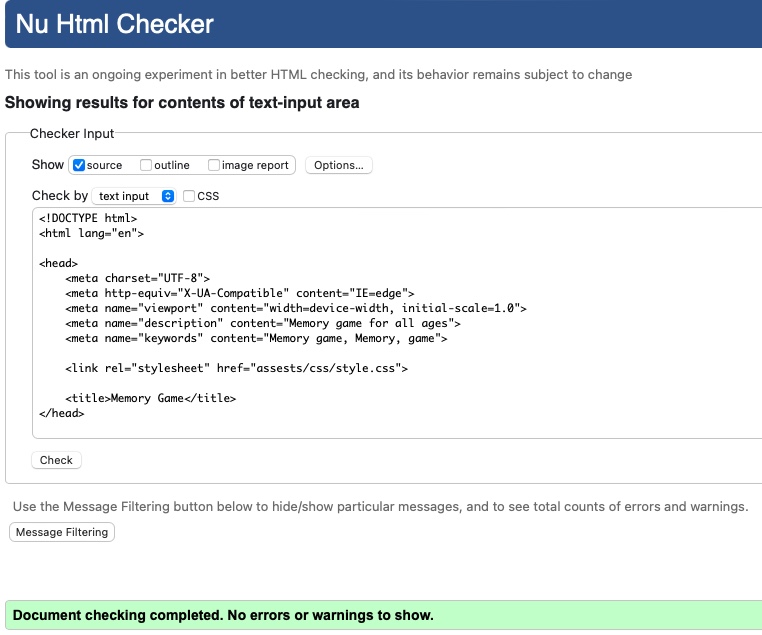 Nu Html Checker
This tool is an ongoing experiment in better HTML checking, and its behavior remains subject to change
Showing results for contents of text-input area
Checker Input
Show source outline image report Options...
Check by text input CSS
<!DOCTYPE html>
<html lang="en">
<head>
    <meta charset="UTF-8">
    <meta http-equiv="X-UA-Compatible" content="IE=edge">
    <meta name="viewport" content="width=device-width, initial-scale=1.0">
    <meta name="description" content="Memory game for all ages">
    <meta name="keywords" content="Memory game, Memory, game">
    <link rel="stylesheet" href="assests/css/style.css">
    <title>Memory Game</title>
</head>
Check
Use the Message Filtering button below to hide/show particular messages, and to see total counts of errors and warnings.
Message Filtering
Document checking completed. No errors or warnings to show.